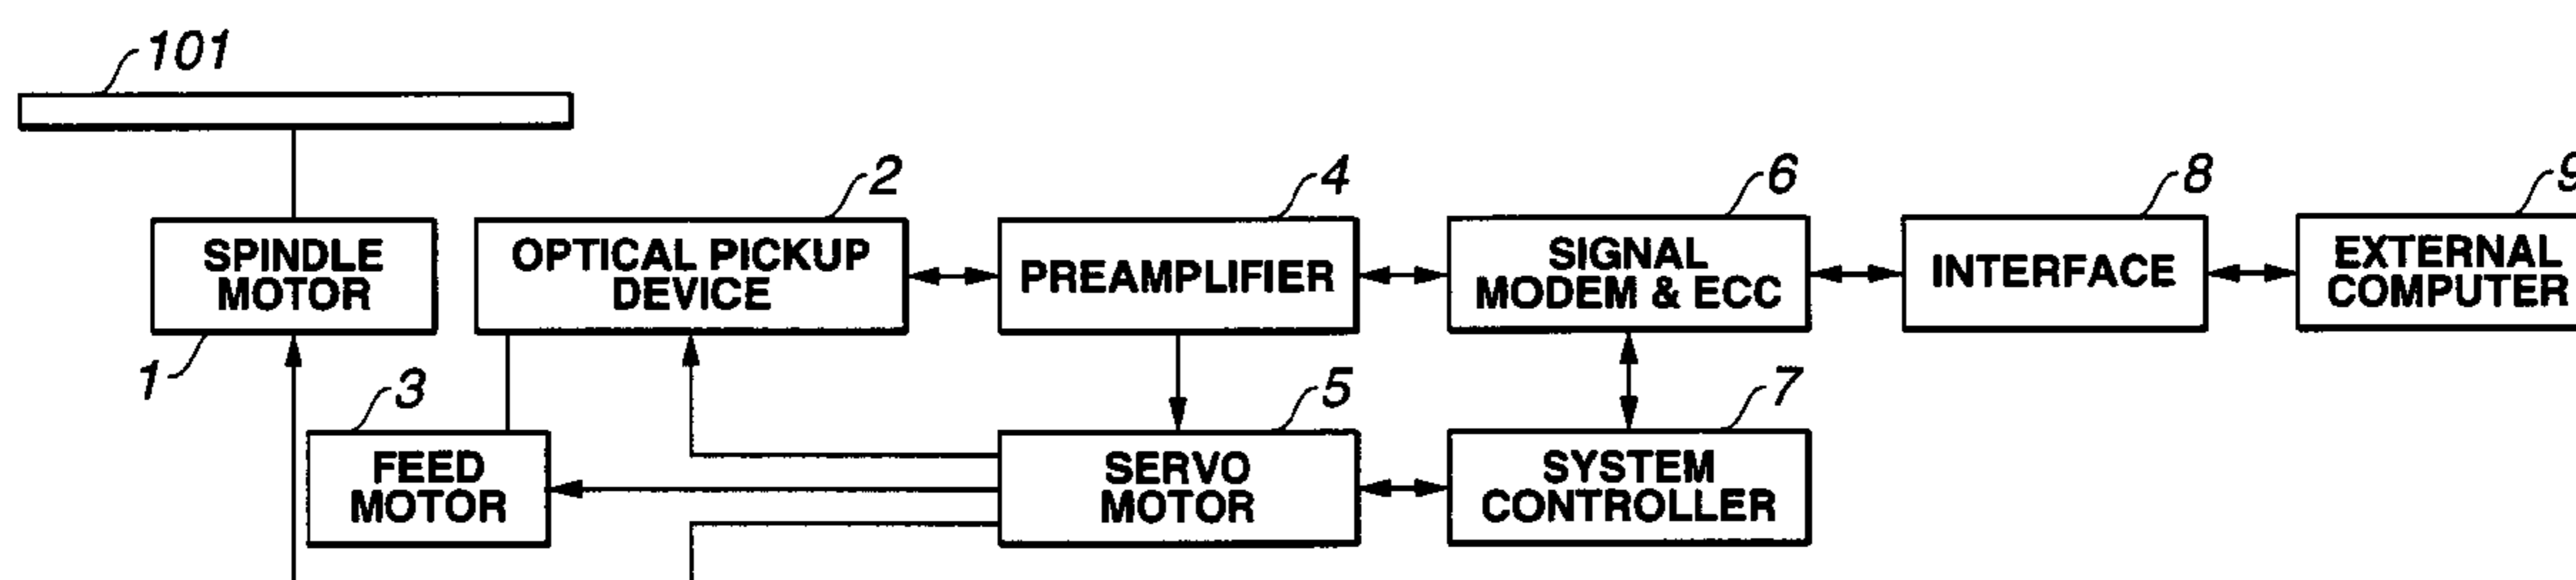 101
2
4
6
8
9
SPINDLE
MOTOR
OPTICAL PICKUP
DEVICE
PREAMPLIFIER
SIGNAL
MODEM & ECC
INTERFACE
EXTERNAL
COMPUTER
1
3
5
7
FEED
MOTOR
SERVO
MOTOR
SYSTEM
CONTROLLER